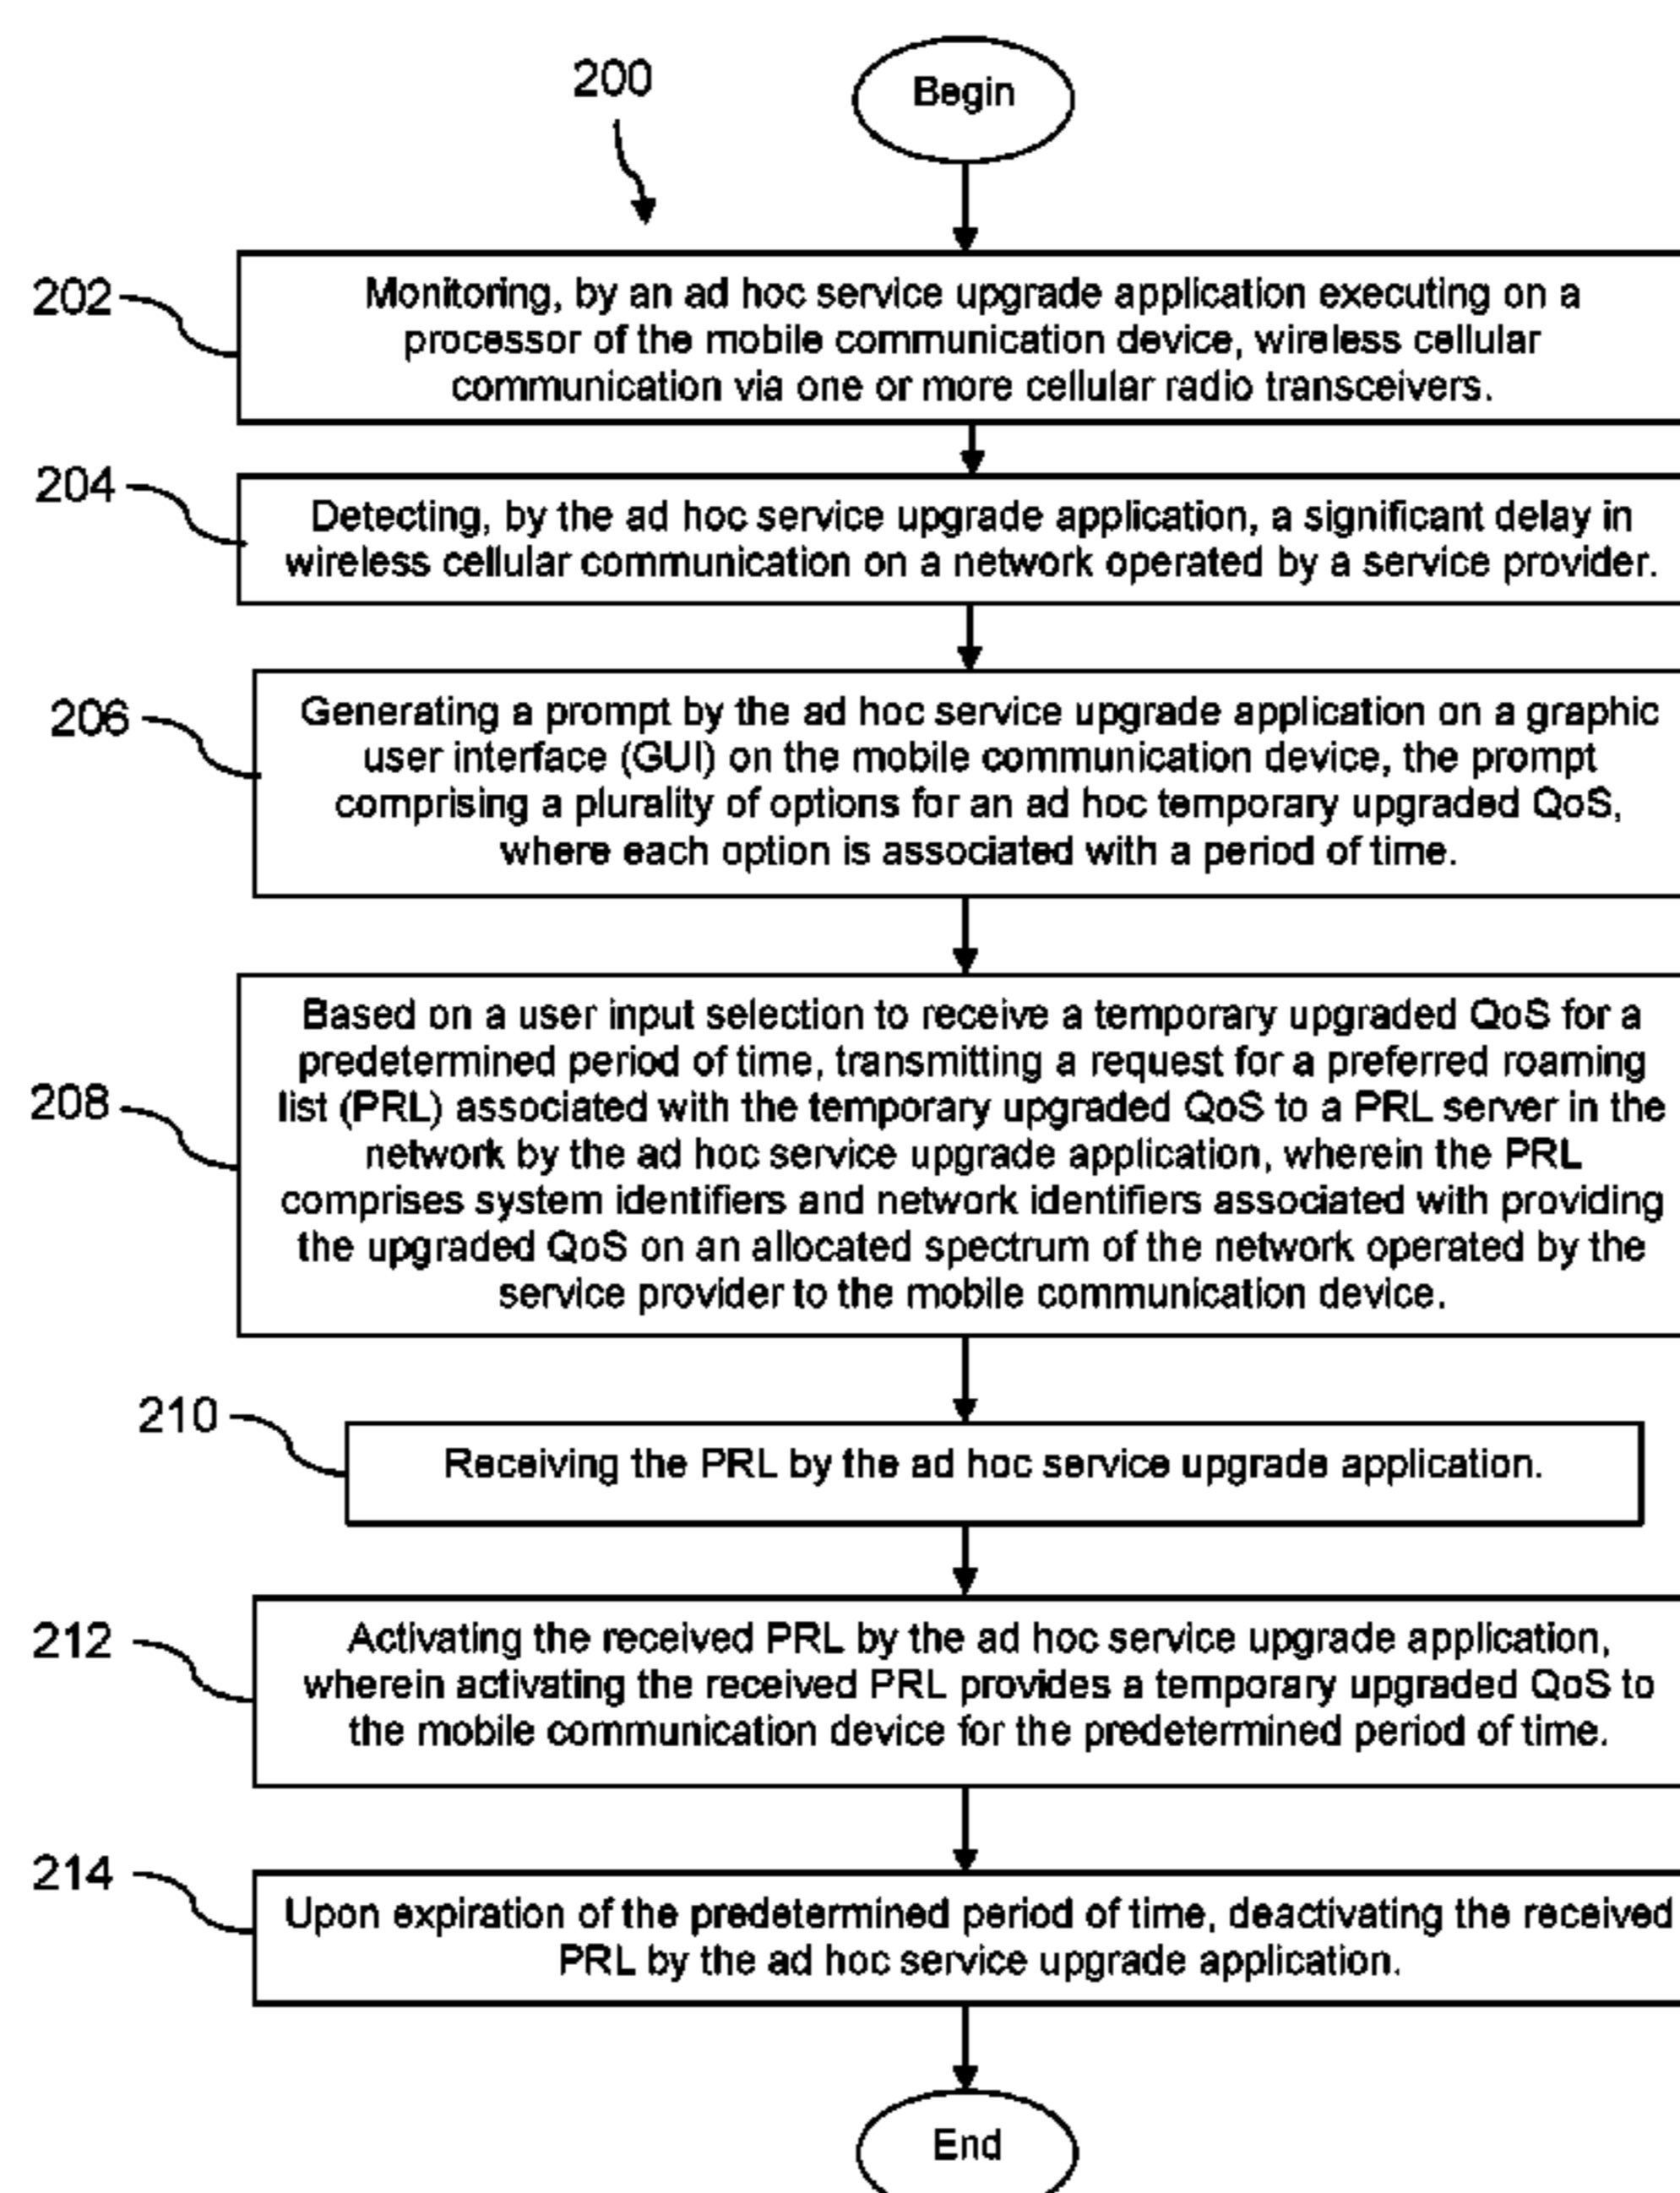 200
Begin
202
Monitoring, by an ad hoc service upgrade application executing on a
processor of the mobile communication device, wireless cellular
communication via one or more cellular radio transceivers.
204
Detecting, by the ad hoc service upgrade application, a significant delay in
wireless cellular communication on a network operated by a service provider.
206
Generating a prompt by the ad hoc service upgrade application on a graphic
user interface (GUI) on the mobile communication device, the prompt
comprising a plurality of options for an ad hoc temporary upgraded QoS,
where each option is associated with a period of time.
208
Based on a user input selection to receive a temporary upgraded QoS for a
predetermined period of time, transmitting a request for a preferred roaming
list (PRL) associated with the temporary upgraded QoS to a PRL server in the
network by the ad hoc service upgrade application, wherein the PRL
comprises system identifiers and network identifiers associated with providing
the upgraded QoS on an allocated spectrum of the network operated by the
service provider to the mobile communication device.
210
Receiving the PRL by the ad hoc service upgrade application.
212
Activating the received PRL by the ad hoc service upgrade application,
wherein activating the received PRL provides a temporary upgraded QoS to
the mobile communication device for the predetermined period of time.
214
Upon expiration of the predetermined period of time, deactivating the received
PRL by the ad hoc service upgrade application.
End